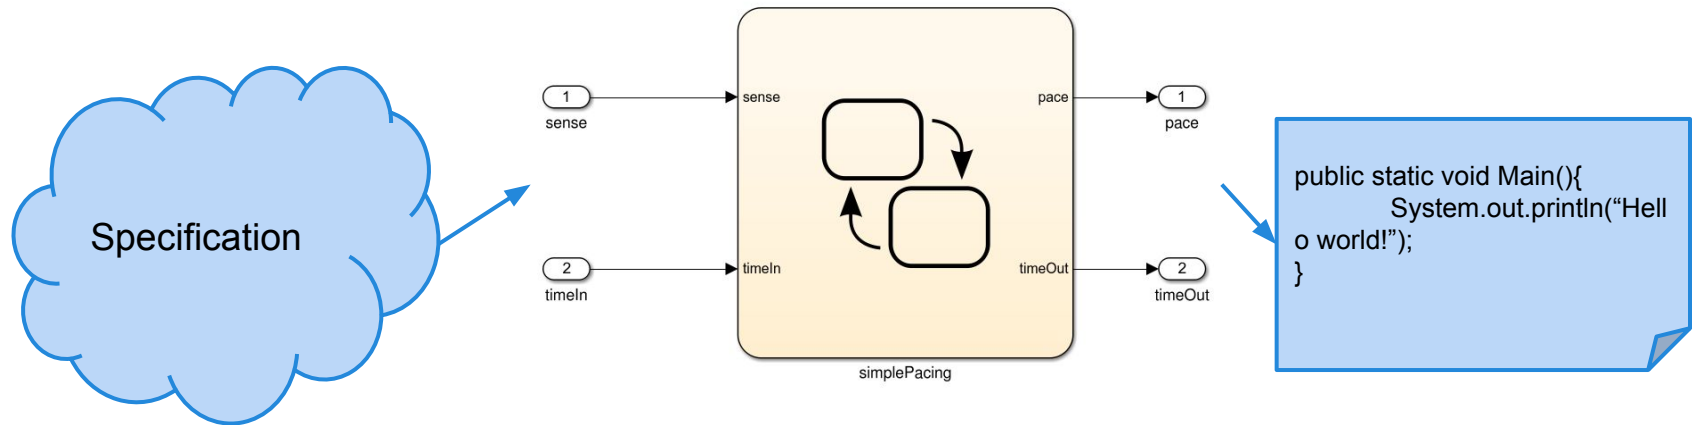 Specification
1
sense
2
timeIn
sense
timeIn
pace
timeOut
simplePacing
1
pace
2
timeOut
public static void Main(){
System.out.println(“Hell
o world!”);
}